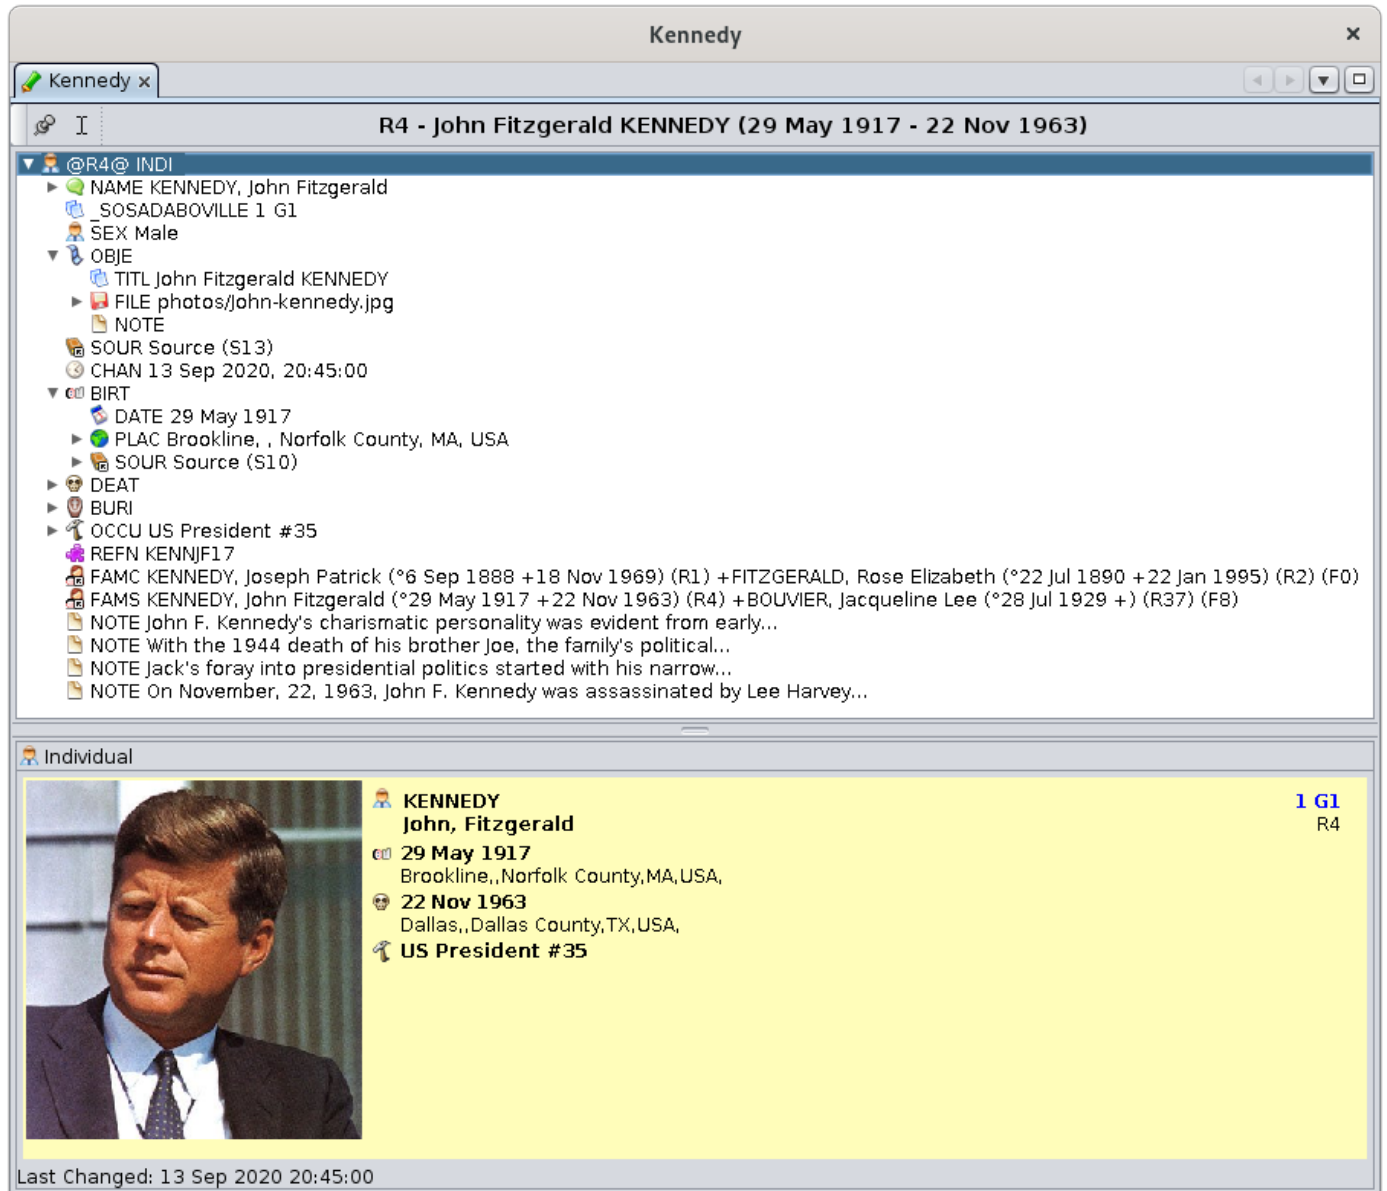 Kennedy
Kennedy
R4 - John Fitzgerald KENNEDY (29 May 1917 - 22 Nov 1963)
@R4@ INDI
NAME KENNEDY, John Fitzgerald
_SOSADABOVILLE 1 G1
SEX Male
OBJE
TITL John Fitzgerald KENNEDY
FILE photos/John-kennedy.jpg
NOTE
SOUR Source (S13)
CHAN 13 Sep 2020, 20:45:00
BIRT
DATE 29 May 1917
PLAC Brookline, , Norfolk County, MA, USA
SOUR Source (S10)
DEAT
BURI
OCCU US President #35
REFN KENNJF17
FAMC KENNEDY, Joseph Patrick (°6 Sep 1888 +18 Nov 1969) (R1) +FITZGERALD, Rose Elizabeth (°22 Jul 1890 +22 Jan 1995) (R2) (F0)
FAMS KENNEDY, John Fitzgerald (°29 May 1917 +22 Nov 1963) (R4) +BOUVIER, Jacqueline Lee (°28 Jul 1929 +) (R37) (F8)
NOTE John F. Kennedy's charismatic personality was evident from early...
NOTE With the 1944 death of his brother Joe, the family's political...
NOTE Jack's foray into presidential politics started with his narrow...
NOTE On November, 22, 1963, John F. Kennedy was assassinated by Lee Harvey...
Individual
KENNEDY 1 G1
John, Fitzgerald R4
29 May 1917
Brookline,,Norfolk County,MA,USA,
22 Nov 1963
Dallas,,Dallas County,TX,USA,
US President #35
Last Changed: 13 Sep 2020 20:45:00